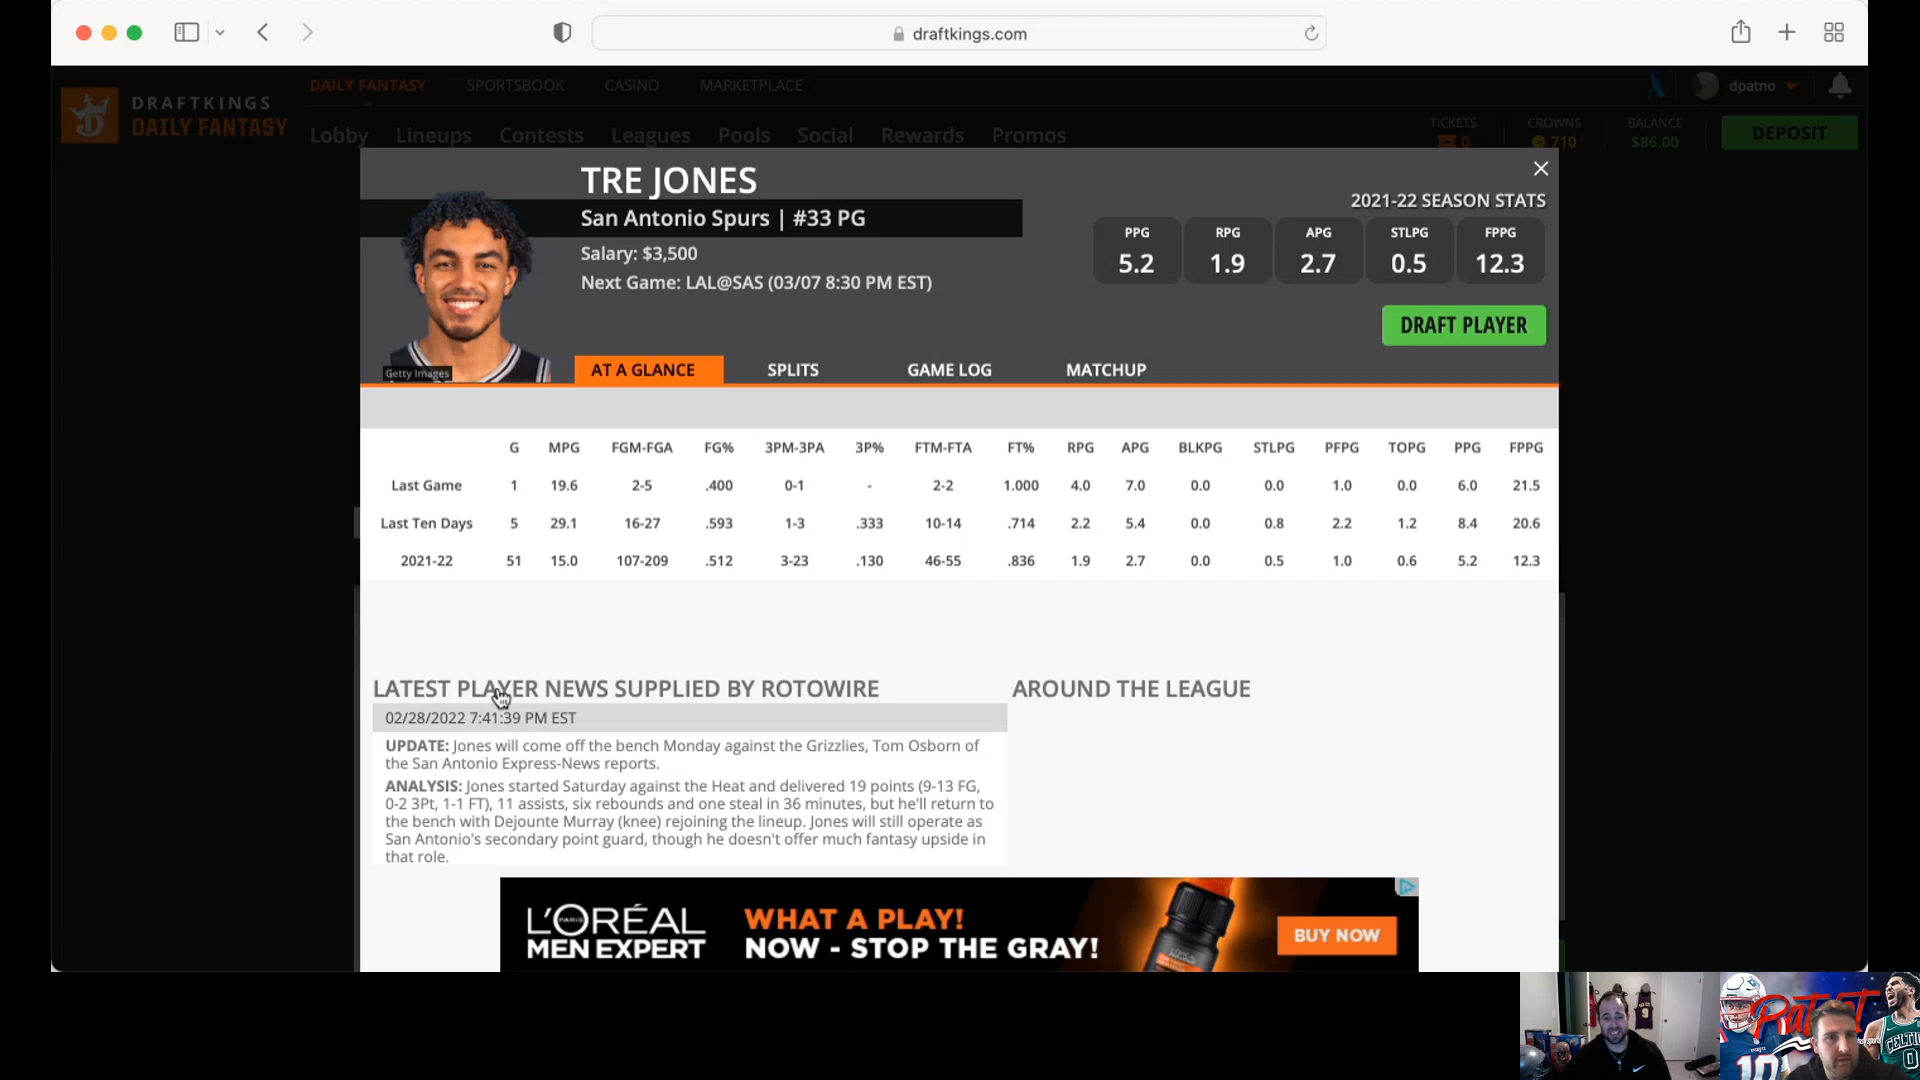 draftkings.com
DAILY FANTASY SPORTSBOOK CASINO MARKETPLACE
dpatno
DRAFTKINGS
DAILY FANTASY
Lobby Lineups Contests Leagues Pools Social Rewards Promos
TICKETS CROWNS BALANCE
0 710 $86.00
DEPOSIT
TRE JONES
San Antonio Spurs | #33 PG
Salary: $3,500
Next Game: LAL@SAS (03/07 8:30 PM EST)
2021-22 SEASON STATS
PPG RPG APG STLPG FPPG
5.2 1.9 2.7 0.5 12.3
DRAFT PLAYER
Getty Images
AT A GLANCE SPLITS GAME LOG MATCHUP
G MPG FGM-FGA FG% 3PM-3PA 3P% FTM-FTA FT% RPG APG BLKPG STLPG PFPG TOPG PPG FPPG
Last Game 1 19.6 2-5 .400 0-1 - 2-2 1.000 4.0 7.0 0.0 0.0 1.0 0.0 6.0 21.5
Last Ten Days 5 29.1 16-27 .593 1-3 .333 10-14 .714 2.2 5.4 0.0 0.8 2.2 1.2 8.4 20.6
2021-22 51 15.0 107-209 .512 3-23 .130 46-55 .836 1.9 2.7 0.0 0.5 1.0 0.6 5.2 12.3
LATEST PLAYER NEWS SUPPLIED BY ROTOWIRE
AROUND THE LEAGUE
02/28/2022 7:41:39 PM EST
UPDATE: Jones will come off the bench Monday against the Grizzlies, Tom Osborn of
the San Antonio Express-News reports.
ANALYSIS: Jones started Saturday against the Heat and delivered 19 points (9-13 FG,
0-2 3Pt, 1-1 FT), 11 assists, six rebounds and one steal in 36 minutes, but he'll return to
the bench with Dejounte Murray (knee) rejoining the lineup. Jones will still operate as
San Antonio's secondary point guard, though he doesn't offer much fantasy upside in
that role.
L'ORÉAL
PARIS
MEN EXPERT
WHAT A PLAY!
NOW - STOP THE GRAY!
BUY NOW
9
10
CELTIC
0